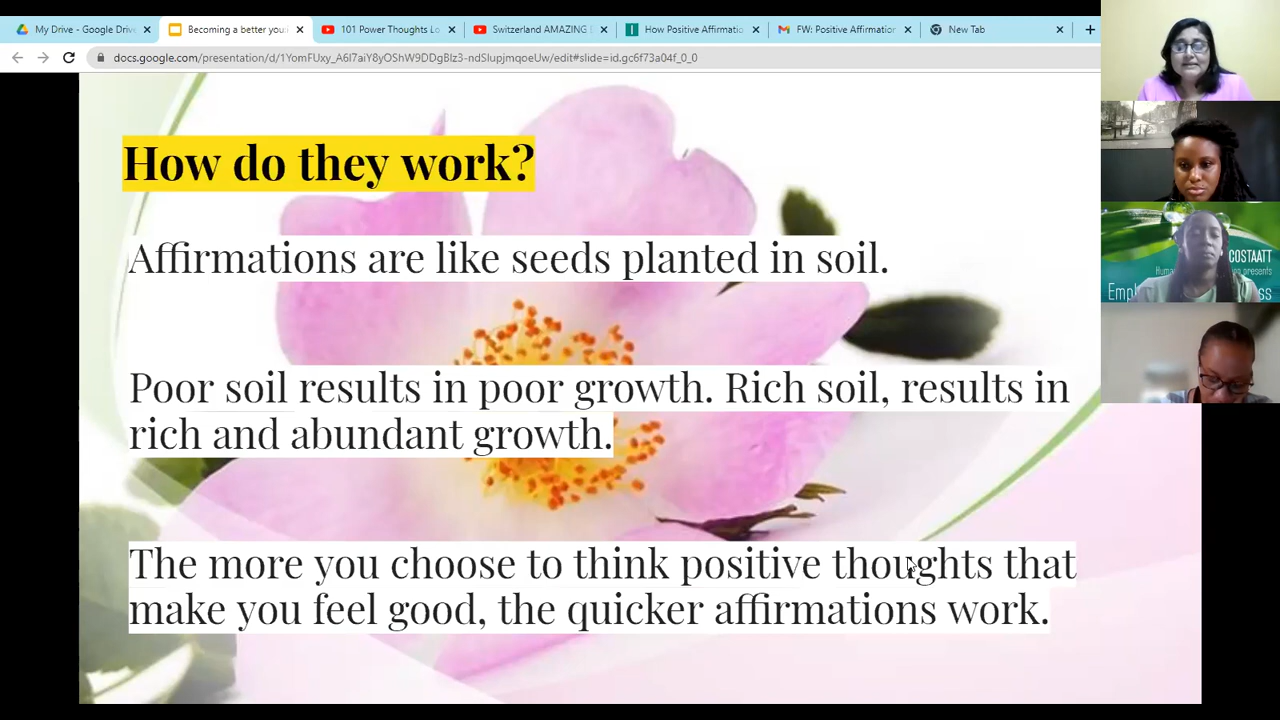 My Drive - Google Drive
Becoming a better you
101 Power Thoughts Lo
Switzerland AMAZING
How Positive Affirmatio
FW: Positive Affirmation
New Tab
docs.google.com/presentation/d/1YomFUxy_A6l7aiY8yOShW9DDgBlz3-ndSlupjmqoeUw/edit#slide=id.gc6f73a04f_0_0
How do they work?
Affirmations are like seeds planted in soil.
Poor soil results in poor growth. Rich soil, results in
rich and abundant growth.
The more you choose to think positive thoughts that
make you feel good, the quicker affirmations work.
COSTAATT
presents